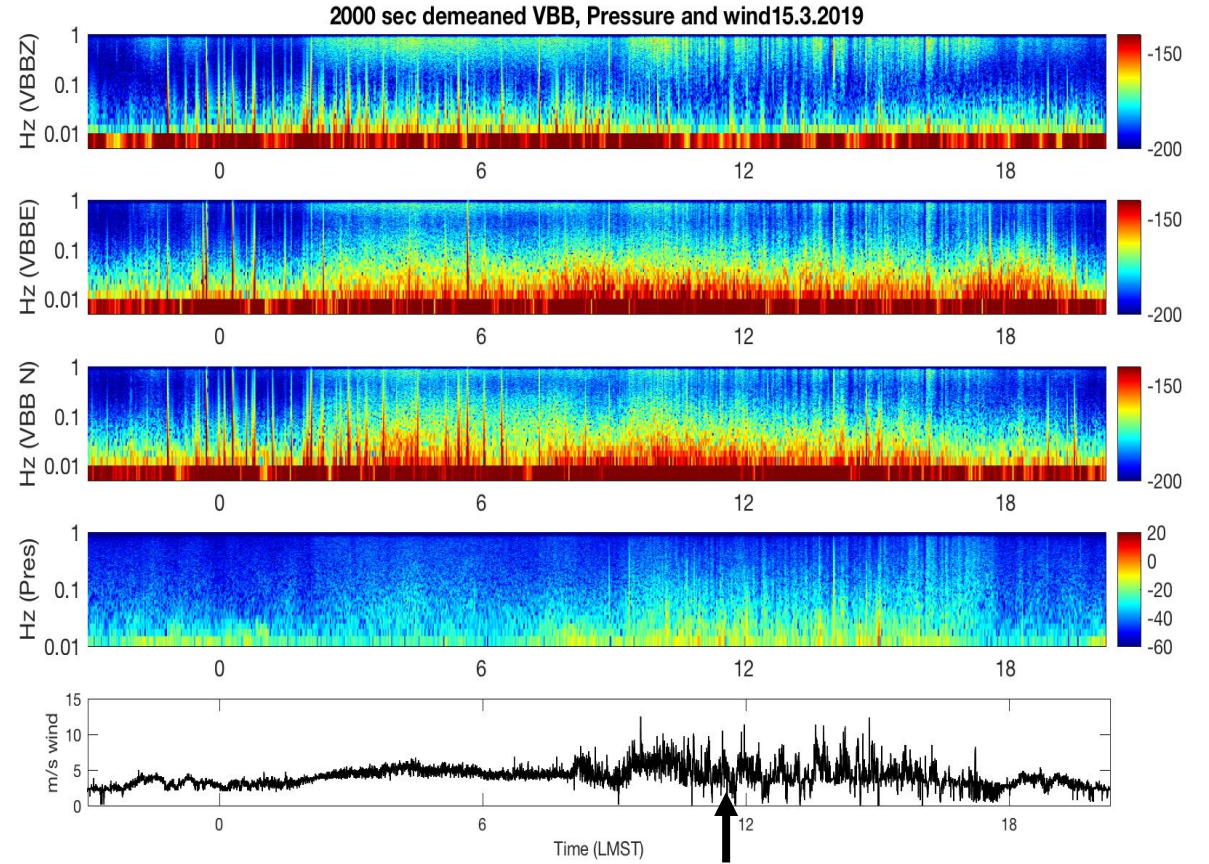 2000 sec demeaned VBB, Pressure and wind15.3.2019
Hz (VBBZ)
1
0.1
0.01
0 6 12 18
-150
-200
Hz (VBBE)
1
0.1
0.01
0 6 12 18
-150
-200
Hz (VBB N)
1
0.1
0.01
0 6 12 18
-150
-200
Hz (Pres)
1
0.1
0.01
0 6 12 18
20
0
-20
-40
-60
m/s wind
15
10
5
0
0 6 12 18
Time (LMST)